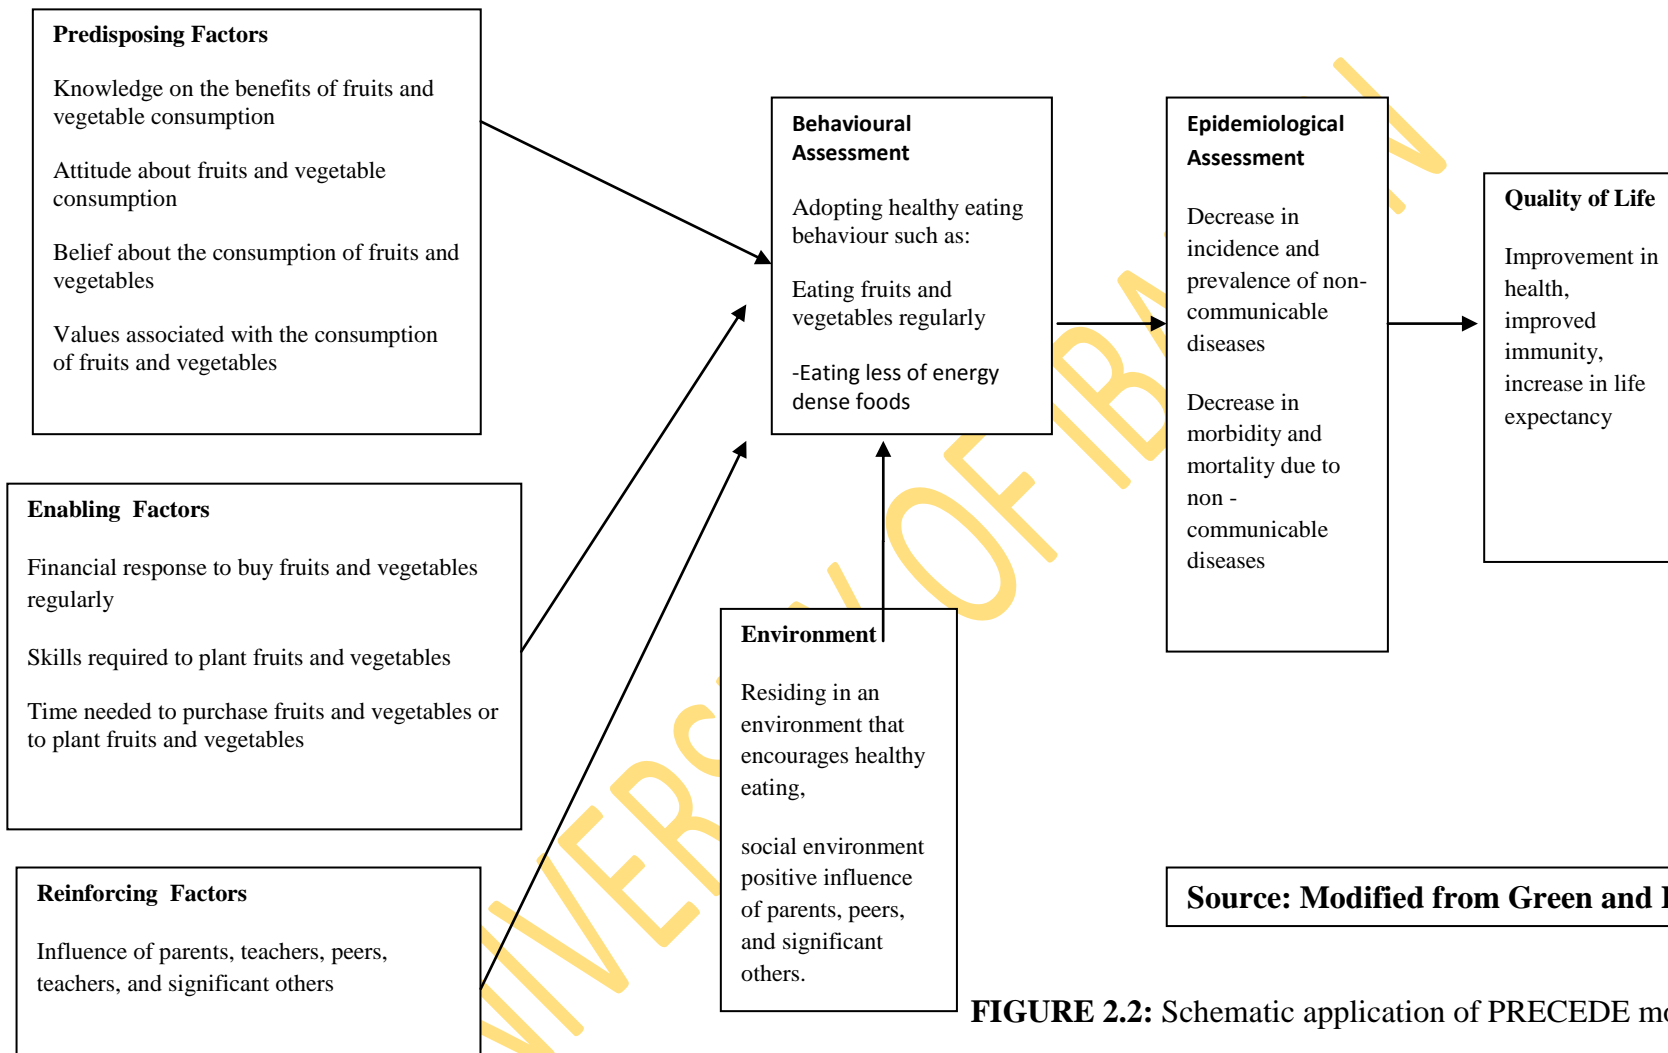 Predisposing Factors
Knowledge on the benefits of fruits and
vegetable consumption
Attitude about fruits and vegetable
consumption
Belief about the consumption of fruits and
vegetables
Values associated with the consumption
of fruits and vegetables
Enabling Factors
Financial response to buy fruits and vegetables
regularly
Skills required to plant fruits and vegetables
Time needed to purchase fruits and vegetables or
to plant fruits and vegetables
Reinforcing Factors
Influence of parents, teachers, peers,
teachers, and significant others
Behavioural
Assessment
Adopting healthy eating
behaviour such as:
Eating fruits and
vegetables regularly
-Eating less of energy
dense foods
Environment
Residing in an
environment that
encourages healthy
eating,
social environment
positive influence
of parents, peers,
and significant
others.
Epidemiological
Assessment
Decrease in
incidence and
prevalence of non-
communicable
diseases
Decrease in
morbidity and
mortality due to
non -
communicable
diseases
Quality of Life
Improvement in
health,
improved
immunity,
increase in life
expectancy
Source: Modified from Green and
FIGURE 2.2: Schematic application of PRECEDE
OF